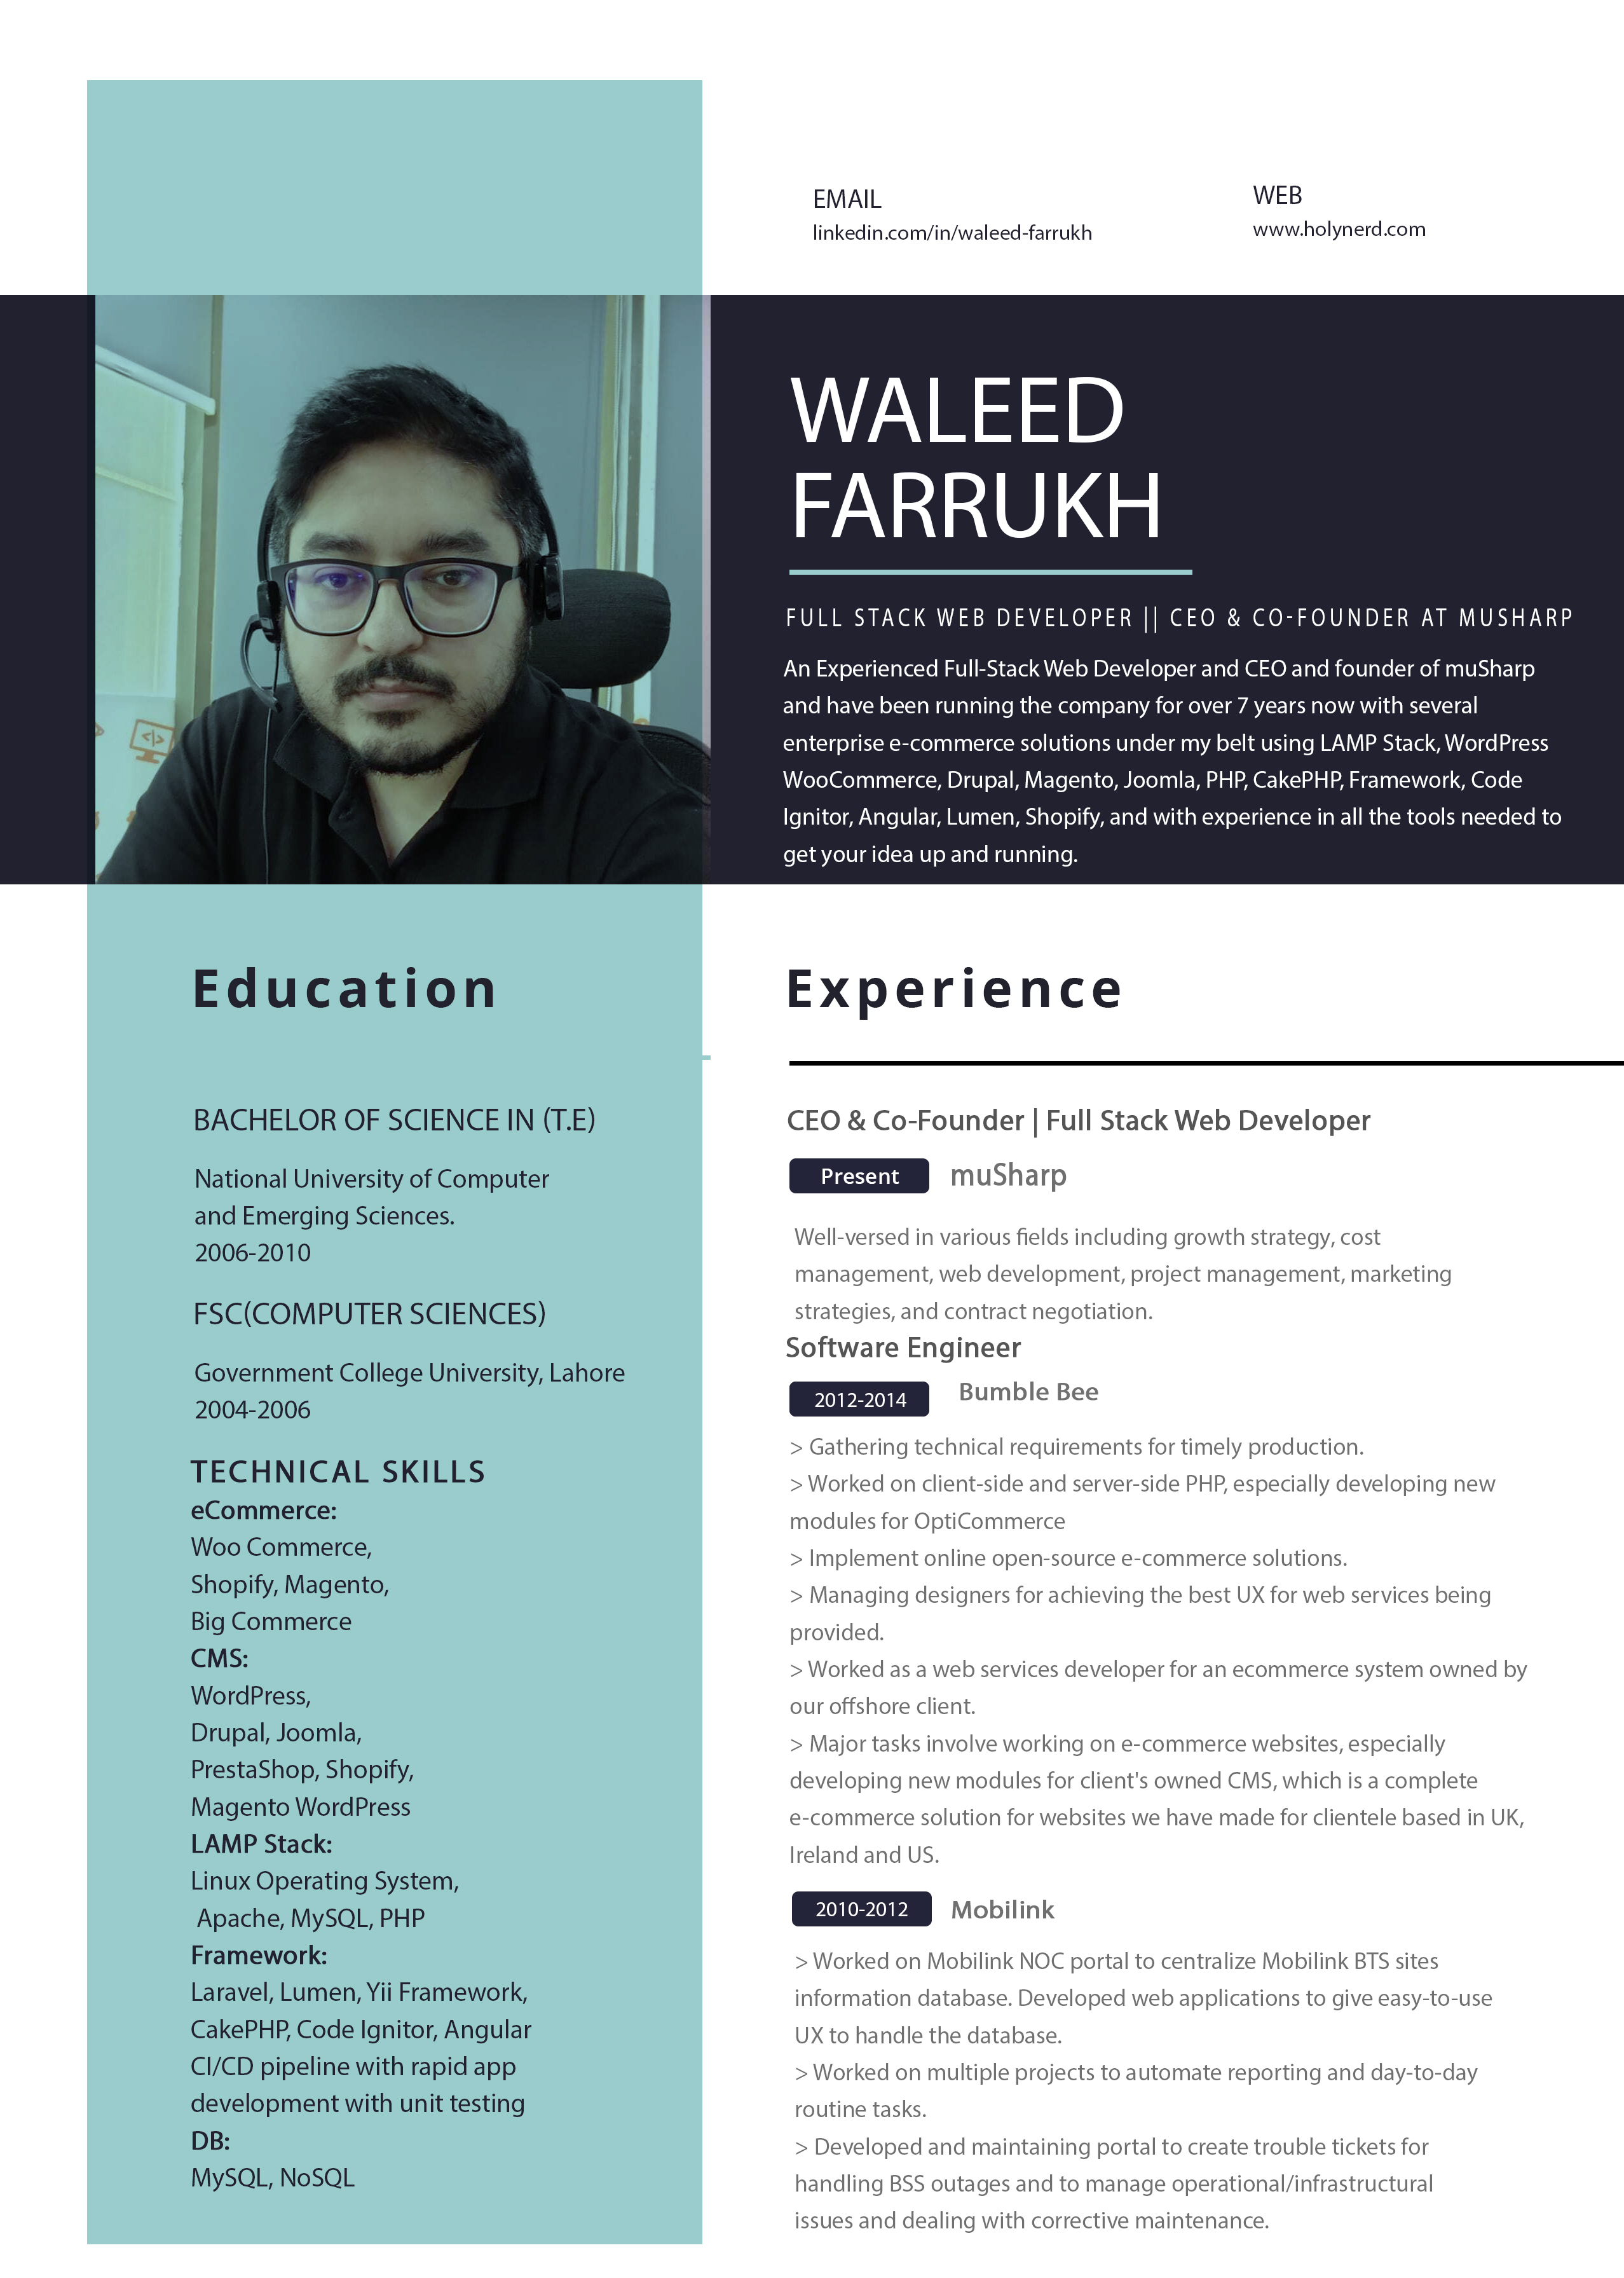 EMAIL
linkedin.com/in/waleed-farrukh
WEB
www.holynerd.com
WALEED
FARRUKH
FULL STACK WEB DEVELOPER || CEO & CO-FOUNDER AT MUSHARP
An Experienced Full-Stack Web Developer and CEO and founder of muSharp
and have been running the company for over 7 years now with several
enterprise e-commerce solutions under my belt using LAMP Stack, WordPress
WooCommerce, Drupal, Magento, Joomla, PHP, CakePHP, Framework, Code
Ignitor, Angular, Lumen, Shopify, and with experience in all the tools needed to
get your idea up and running.
Education
BACHELOR OF SCIENCE IN (T.E)
National University of Computer
and Emerging Sciences.
2006-2010
FSC(COMPUTER SCIENCES)
Government College University, Lahore
2004-2006
TECHNICAL SKILLS
eCommerce:
Woo Commerce,
Shopify, Magento,
Big Commerce
CMS:
WordPress,
Drupal, Joomla,
PrestaShop, Shopify,
Magento WordPress
LAMP Stack:
Linux Operating System,
Apache, MySQL, PHP
Framework:
Laravel, Lumen, Yii Framework,
CakePHP, Code Ignitor, Angular
CI/CD pipeline with rapid app
development with unit testing
DB:
MySQL, NoSQL
Experience
CEO & Co-Founder | Full Stack Web Developer
Present muSharp
Well-versed in various fields including growth strategy, cost
management, web development, project management, marketing
strategies, and contract negotiation.
Software Engineer
2012-2014 Bumble Bee
> Gathering technical requirements for timely production.
> Worked on client-side and server-side PHP, especially developing new
modules for OptiCommerce
> Implement online open-source e-commerce solutions.
> Managing designers for achieving the best UX for web services being
provided.
> Worked as a web services developer for an ecommerce system owned by
our offshore client.
> Major tasks involve working on e-commerce websites, especially
developing new modules for client's owned CMS, which is a complete
e-commerce solution for websites we have made for clientele based in UK,
Ireland and US.
2010-2012 Mobilink
> Worked on Mobilink NOC portal to centralize Mobilink BTS sites
information database. Developed web applications to give easy-to-use
UX to handle the database.
> Worked on multiple projects to automate reporting and day-to-day
routine tasks.
> Developed and maintaining portal to create trouble tickets for
handling BSS outages and to manage operational/infrastructural
issues and dealing with corrective maintenance.